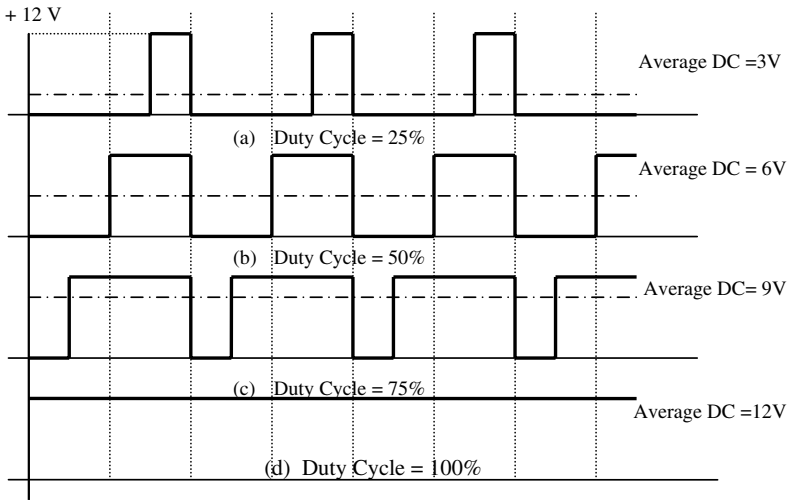 + 12 V
Average DC =3V
(a) Duty Cycle = 25%
Average DC =6V
(b) Duty Cycle = 50%
Average DC= 9V
(c) Duty Cycle = 75%
Average DC =12V
(d) Duty Cycle = 100%